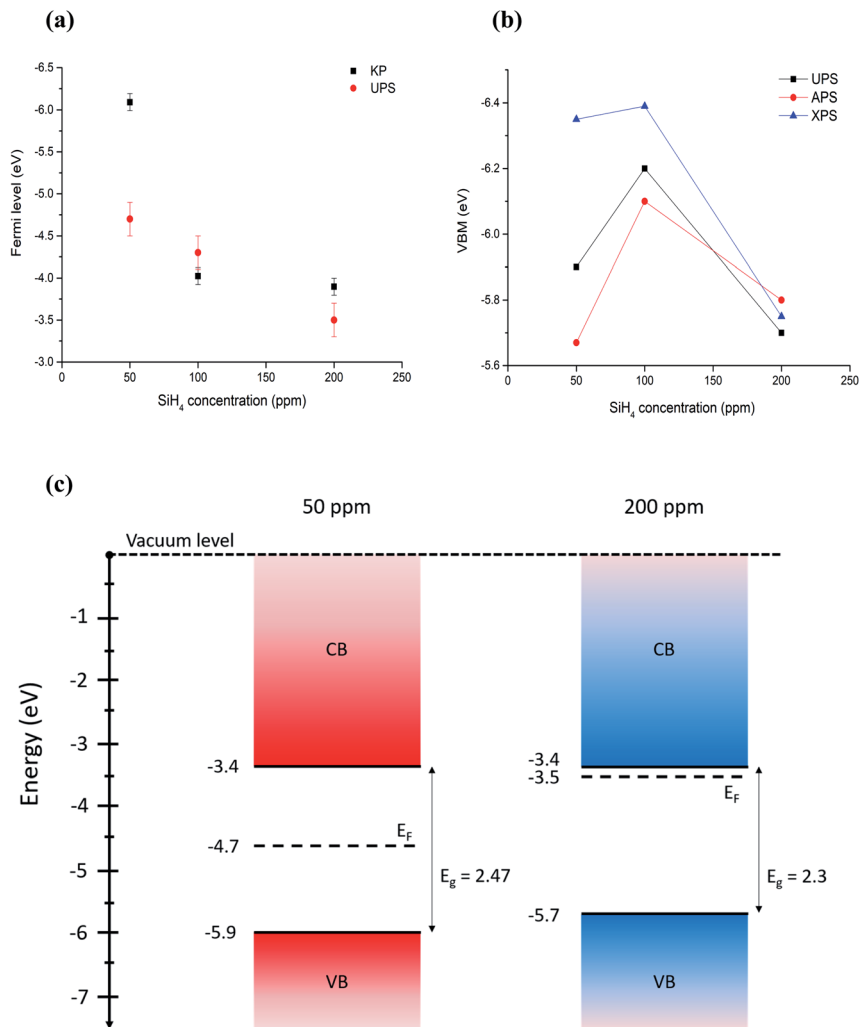 (a)
KP
UPS
-6.5
-6.0
-5.5
-5.0
-4.5
-4.0
-3.5
-3.0
Fermi level (eV)
0 50 100 150 200 250
SiH₄ concentration (ppm)
(b)
UPS
APS
XPS
-6.4
-6.2
-6.0
-5.8
-5.6
VBM (eV)
0 50 100 150 200 250
SiH₄ concentration (ppm)
(c)
50 ppm 200 ppm
Vacuum level
Energy (eV)
-1
-2
-3
-4
-5
-6
-7
CB
-3.4
E_F
-4.7
E_g = 2.47
-5.9
VB
CB
-3.4
-3.5
E_F
E_g = 2.3
-5.7
VB